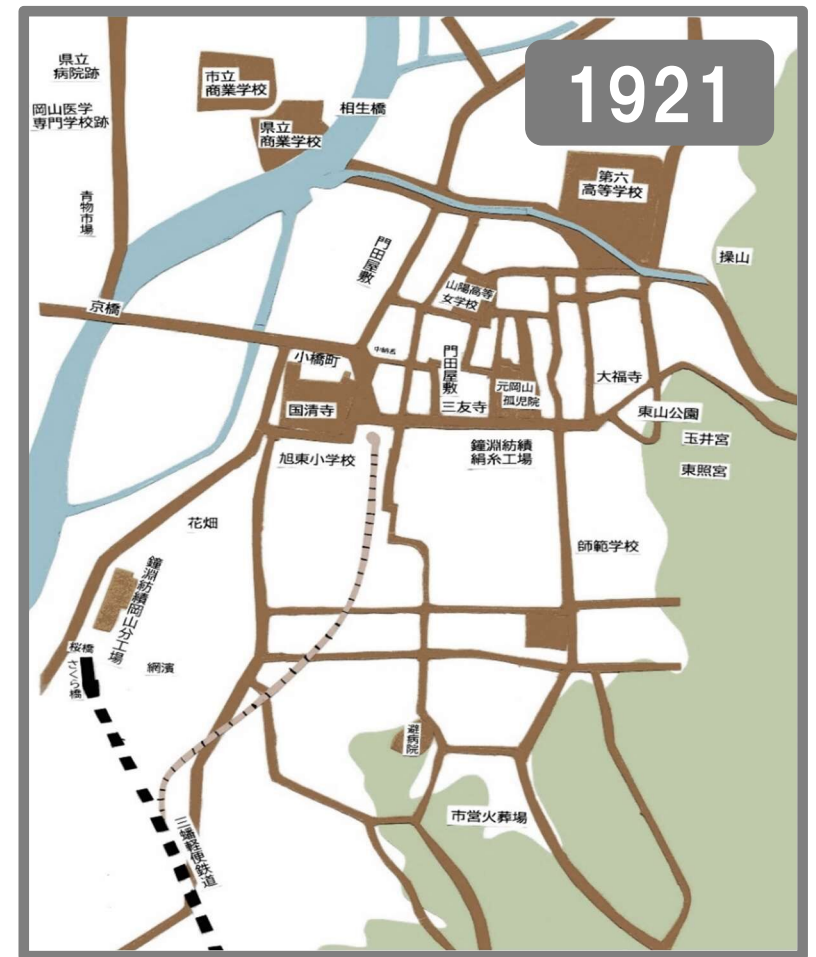 1921
県立
病院跡
岡山医学
専門学校跡
青物市場
市立
商業学校
県立
商業学校
相生橋
第六
高等学校
操山
門田屋敷
山陽高等
女学校
京橋
小橋町
中納言
門田屋敷
元岡山
孤児院
大福寺
国清寺
三友寺
東山公園
玉井宮
東照宮
旭東小学校
鐘淵紡績
絹糸工場
花畑
師範学校
鐘淵紡績岡山分工場
桜橋
さくら橋
網濱
避病院
市営火葬場
三蟠軽便鉄道